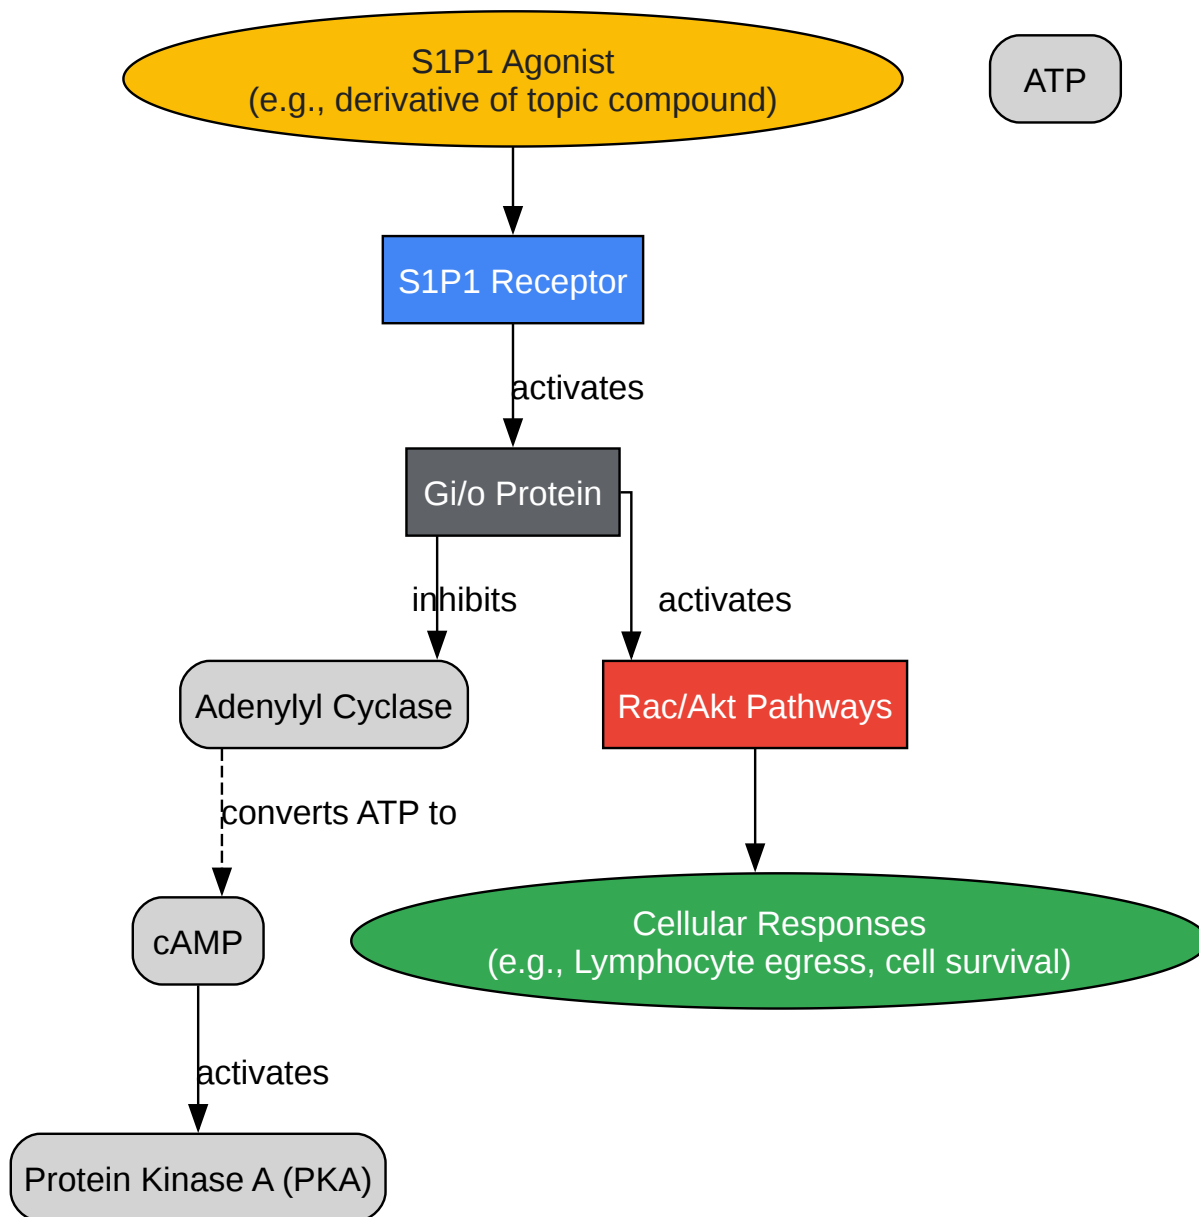 S1P1 Agonist
(e.g., derivative of topic compound)
ATP
S1P1 Receptor
activates
Gi/o Protein
inhibits
activates
Adenylyl Cyclase
Rac/Akt Pathways
converts ATP to
cAMP
Cellular Responses
(e.g., Lymphocyte egress, cell survival)
activates
Protein Kinase A (PKA)